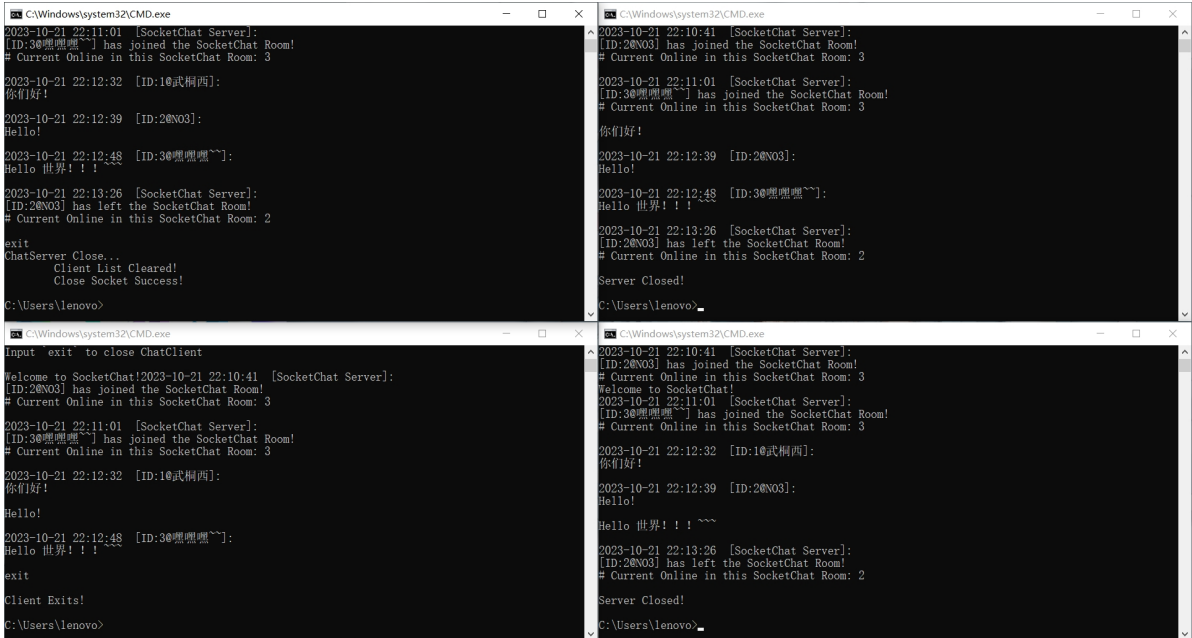 C:\Windows\system32\CMD.exe
2023-10-21 22:11:01 [SocketChat Server]:
[ID:3@嘿嘿嘿~~] has joined the SocketChat Room!
# Current Online in this SocketChat Room: 3
2023-10-21 22:12:32 [ID:1@武桐西]:
你们好!
2023-10-21 22:12:39 [ID:2@NO3]:
Hello!
2023-10-21 22:12:48 [ID:3@嘿嘿嘿~~]:
Hello 世界!!! ~~~
2023-10-21 22:13:26 [SocketChat Server]:
[ID:2@NO3] has left the SocketChat Room!
# Current Online in this SocketChat Room: 2
exit
ChatServer Close...
Client List Cleared!
Close Socket Success!
C:\Users\lenovo>
C:\Windows\system32\CMD.exe
2023-10-21 22:10:41 [SocketChat Server]:
[ID:2@NO3] has joined the SocketChat Room!
# Current Online in this SocketChat Room: 3
2023-10-21 22:11:01 [SocketChat Server]:
[ID:3@嘿嘿嘿~~] has joined the SocketChat Room!
# Current Online in this SocketChat Room: 3
你们好!
2023-10-21 22:12:39 [ID:2@NO3]:
Hello!
2023-10-21 22:12:48 [ID:3@嘿嘿嘿~~]:
Hello 世界!!! ~~~
2023-10-21 22:13:26 [SocketChat Server]:
[ID:2@NO3] has left the SocketChat Room!
# Current Online in this SocketChat Room: 2
Server Closed!
C:\Users\lenovo>
C:\Windows\system32\CMD.exe
Input `exit` to close ChatClient
Welcome to SocketChat!2023-10-21 22:10:41 [SocketChat Server]:
[ID:2@NO3] has joined the SocketChat Room!
# Current Online in this SocketChat Room: 3
2023-10-21 22:11:01 [SocketChat Server]:
[ID:3@嘿嘿嘿~~] has joined the SocketChat Room!
# Current Online in this SocketChat Room: 3
2023-10-21 22:12:32 [ID:1@武桐西]:
你们好!
Hello!
2023-10-21 22:12:48 [ID:3@嘿嘿嘿~~]:
Hello 世界!!! ~~~
exit
Client Exits!
C:\Users\lenovo>
C:\Windows\system32\CMD.exe
2023-10-21 22:10:41 [SocketChat Server]:
[ID:2@NO3] has joined the SocketChat Room!
# Current Online in this SocketChat Room: 3
Welcome to SocketChat!
2023-10-21 22:11:01 [SocketChat Server]:
[ID:3@嘿嘿嘿~~] has joined the SocketChat Room!
# Current Online in this SocketChat Room: 3
2023-10-21 22:12:32 [ID:1@武桐西]:
你们好!
2023-10-21 22:12:39 [ID:2@NO3]:
Hello!
Hello 世界!!! ~~~
2023-10-21 22:13:26 [SocketChat Server]:
[ID:2@NO3] has left the SocketChat Room!
# Current Online in this SocketChat Room: 2
Server Closed!
C:\Users\lenovo>